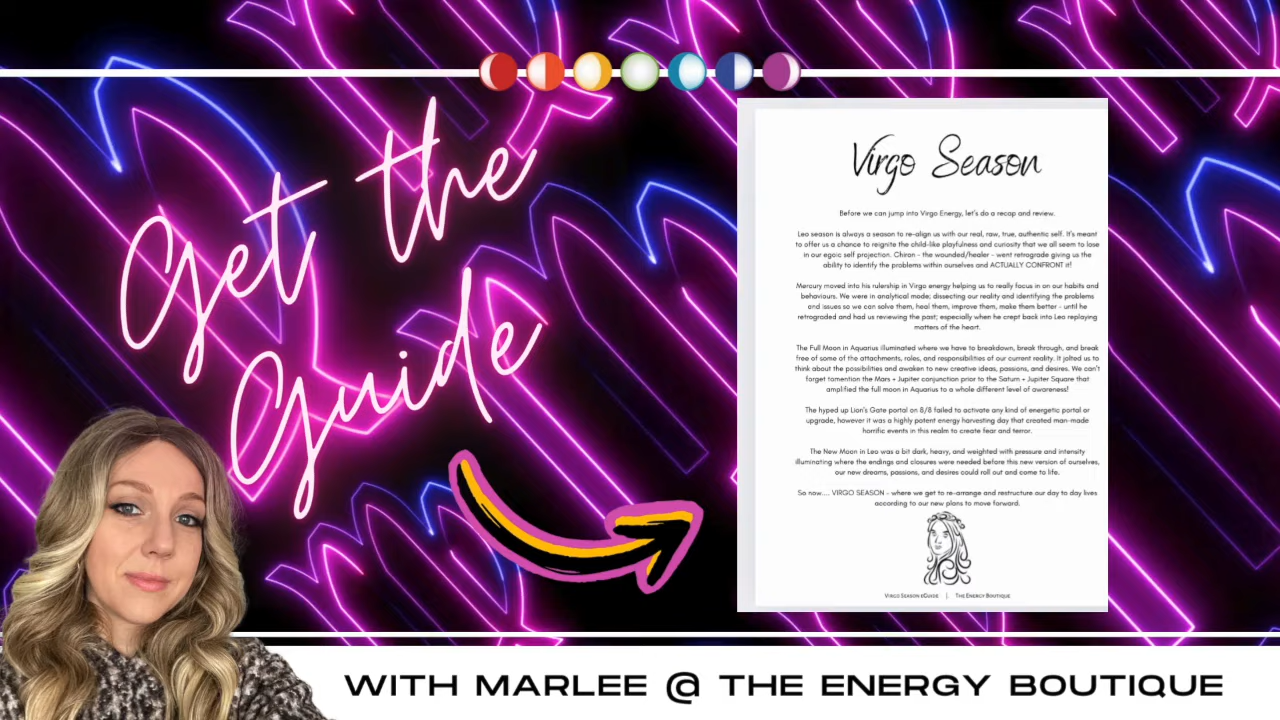 Get the
Guide
Virgo Season
Before we can jump into Virgo Energy, let's do a recap and review.
Leo season is always a season to re-align us with our real, raw, true, authentic self. It's meant
to offer us a chance to reignite the child-like playfulness and curiosity that we all seem to lose
in our egoic self projection. Chiron - the wounded/healer - went retrograde giving us the
ability to identify the problems within ourselves and ACTUALLY CONFRONT it!
Mercury moved into his rulership in Virgo energy helping us to really focus in on our habits and
behaviours. We were in analytical mode; dissecting our reality and identifying the problems
and issues so we can solve them, heal them, improve them, make them better - until he
retrograded and had us reviewing the past; especially when he crept back into Leo replaying
matters of the heart.
The Full Moon in Aquarius illuminated where we have to breakdown, break through, and break
free of some of the attachments, roles, and responsibilities of our current reality. It jolted us to
think about the possibilities and awaken to new creative ideas, passions, and desires. We can't
forget tomention the Mars + Jupiter conjunction prior to the Saturn + Jupiter Square that
amplified the full moon in Aquarius to a whole different level of awareness!
The hyped up Lion's Gate portal on 8/8 failed to activate any kind of energetic portal or
upgrade, however it was a highly potent energy harvesting day that created man-made
horrific events in this realm to create fear and terror.
The New Moon in Leo was a bit dark, heavy, and weighted with pressure and intensity
illuminating where the endings and closures were needed before this new version of ourselves,
our new dreams, passions, and desires could roll out and come to life.
So now.... VIRGO SEASON - where we get to re-arrange and restructure our day to day lives
according to our new plans to move forward.
VIRGO SEASON EGUIDE | THE ENERGY BOUTIQUE
WITH MARLEE @ THE ENERGY BOUTIQUE